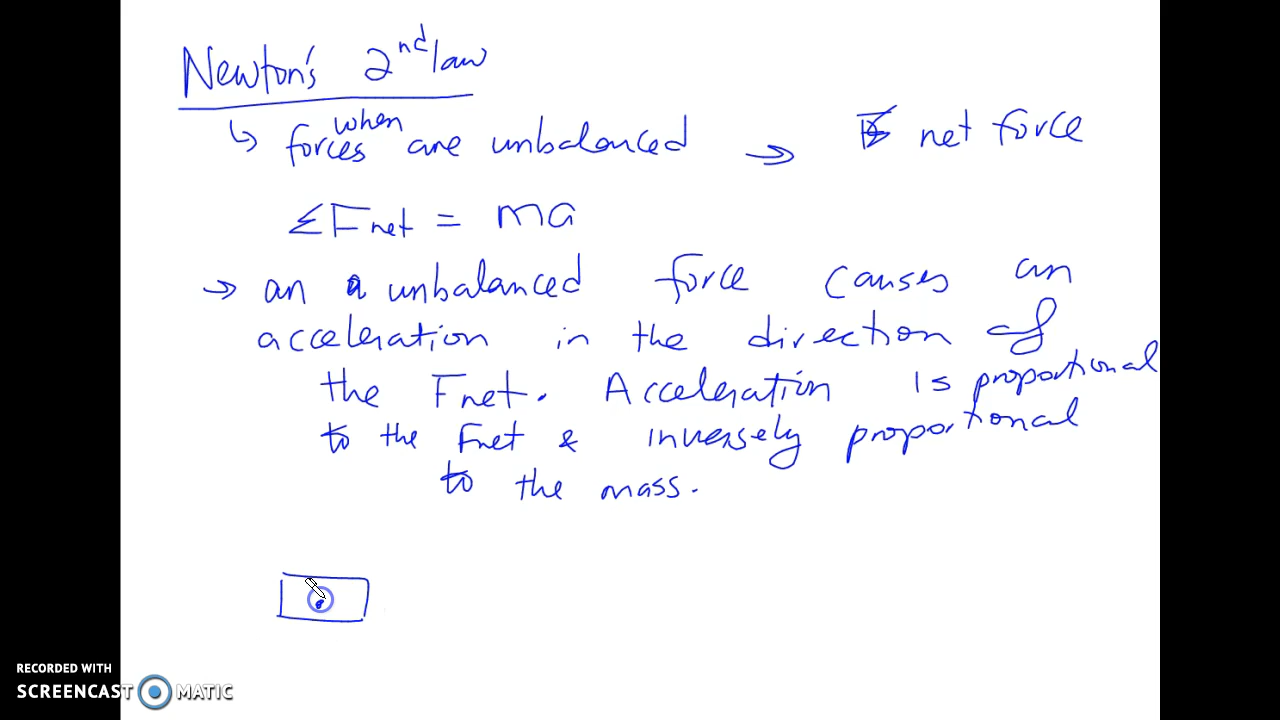 Newton's 2nd law
↳ forces when are unbalanced → net force
ΣFnet = ma
→ an unbalanced force causes an
acceleration in the direction of
the Fnet. Acceleration is proportional
to the Fnet & inversely proportional
to the mass.
RECORDED WITH
SCREENCAST MATIC